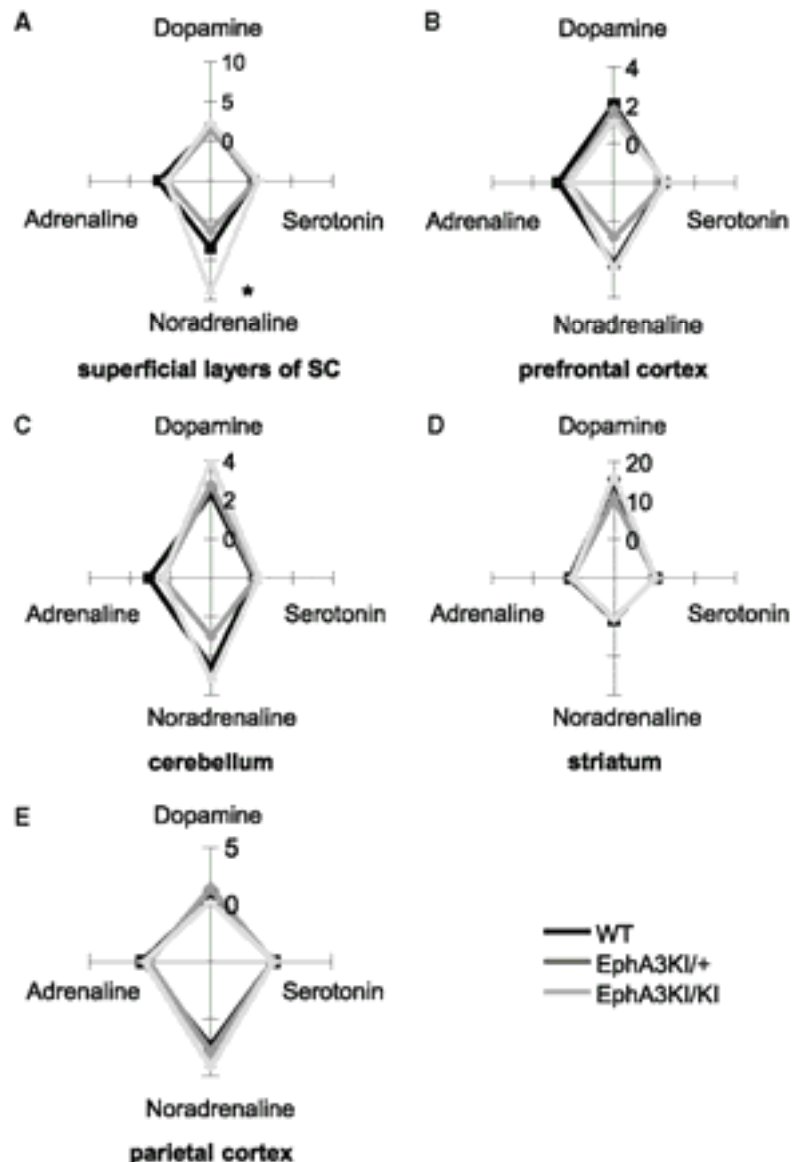 A
Dopamine
10
5
0
Adrenaline
Serotonin
*
Noradrenaline
superficial layers of SC
B
Dopamine
4
2
0
Adrenaline
Serotonin
Noradrenaline
prefrontal cortex
C
Dopamine
4
2
0
Adrenaline
Serotonin
Noradrenaline
cerebellum
D
Dopamine
20
10
0
Adrenaline
Serotonin
Noradrenaline
striatum
E
Dopamine
5
0
Adrenaline
Serotonin
Noradrenaline
parietal cortex
WT
EphA3KI/+
EphA3KI/KI